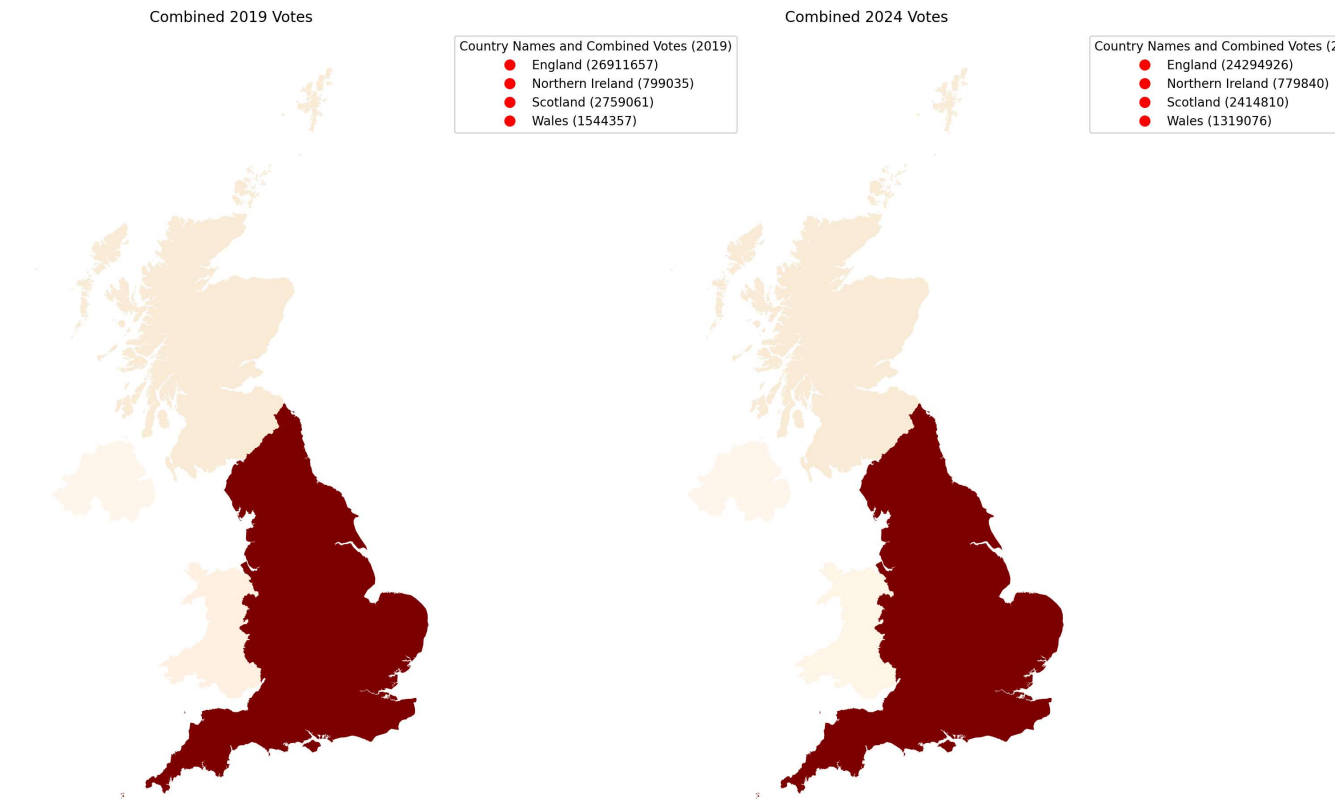 Combined 2019 Votes
Country Names and Combined Votes (2019)
England (26911657)
Northern Ireland (799035)
Scotland (2759061)
Wales (1544357)
Combined 2024 Votes
Country Names and Combined Votes (2
England (24294926)
Northern Ireland (779840)
Scotland (2414810)
Wales (1319076)